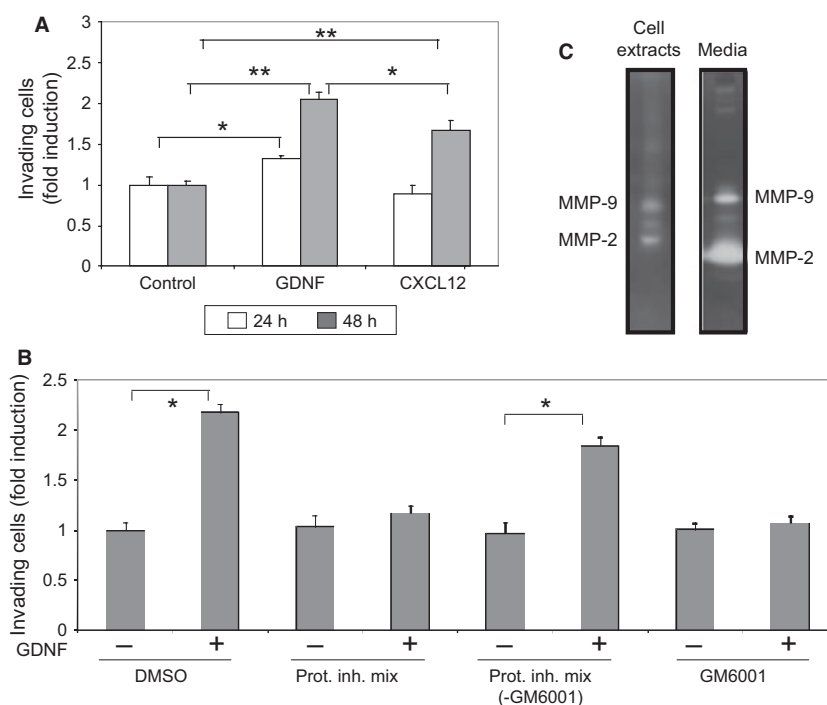 A
Invading cells
(fold induction)
3
2.5
2
1.5
1
0.5
0
**
**
*
*
Control
GDNF
CXCL12
24 h
48 h
C
Cell
extracts
Media
MMP-9
MMP-2
MMP-9
MMP-2
B
Invading cells (fold induction)
2.5
2
1.5
1
0.5
0
*
*
GDNF
− + − + − + − +
DMSO
Prot. inh. mix
Prot. inh. mix
(-GM6001)
GM6001